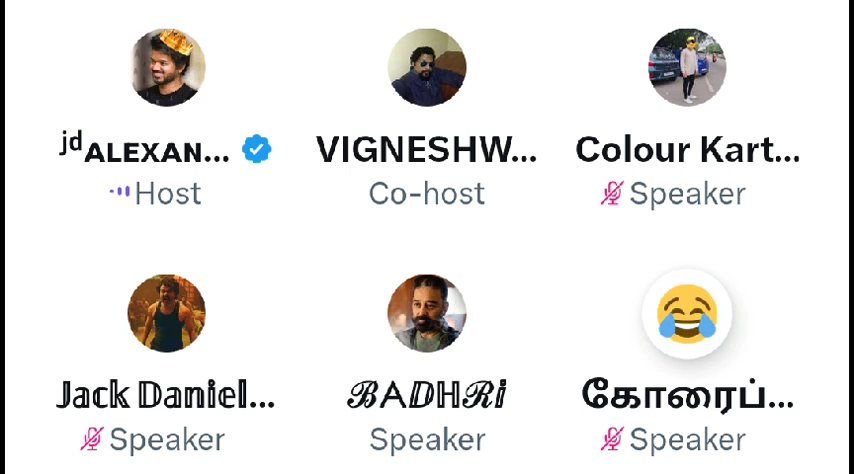 jdALEXAN...
Host
VIGNESHW...
Co-host
Colour Kart...
Speaker
Jack Daniel...
Speaker
ℬADHℛi
Speaker
கோரைப்...
Speaker